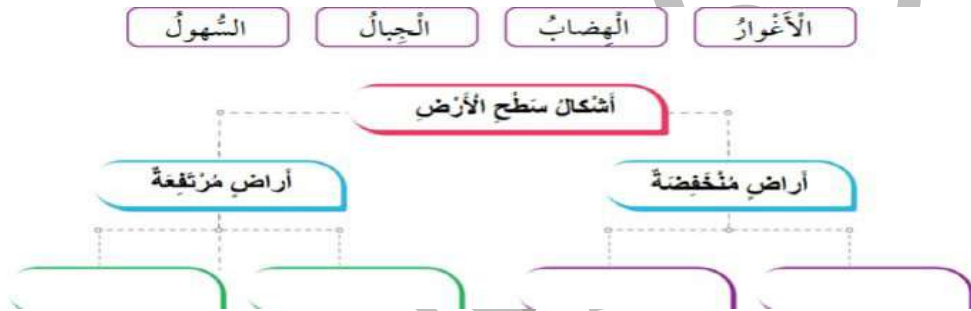 الْأَغْوارُ الْهِضابُ الْجِبالُ السُّهولُ
أَشْكالُ سَطْحِ الْأَرْضِ
أَراضٍ مُنْخَفِضَةٌ أَراضٍ مُرْتَفِعَةٌ